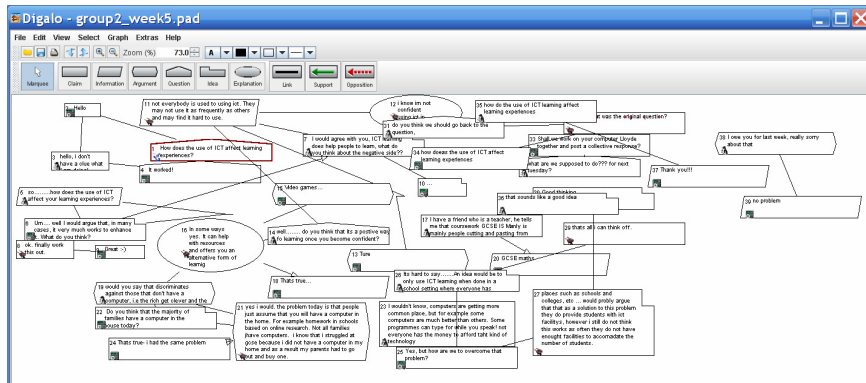 Digalo - group2_week5.pad
File Edit View Select Graph Extras Help
Zoom (%) 73.0
A
Marquee
Claim
Information
Argument
Question
Idea
Explanation
Link
Support
Opposition
Hello
11 not everybody is used to using ict. They
may not use it as frequently as others
and may find it hard to use.
12 I know im not
confident
using ict in
35 how do the use of ICT learning affect
learning experiences
t was the original question?
31 do you think we should go back to the
question,
1 How does the use of ICT affect learning
experiences?
7 I would agree with you, ICT learning
does help people to learn, what do
you think about the negative side??
33 Shall we work on your computer Lloyde
together and post a collective response?
38 I owe you for last week, really sorry
about that
3 hello, i don't
have a clue what
34 how doeas the use of ICT affect
learning experiences
what are we supposed to do??? for next
tuesday?
37 Thank you!!!
4 It worked!
10 ...
5 so.......how does the use of ICT
affect your learning experiences?
15 Video games...
30 Good thinking
36 that sounds like a good idea
39 no problem
6 Um.... well I would argue that, in many
cases, it very much works to enhance
it. What do you think?
16 In some ways
yes. it can help
with resources
and offers you an
alternative form of
learnig
14 well........ do you think that its a postive way
fo learning once you become confident?
17 I have a friend who is a teacher, he tells
me that coursework GCSE IS Manly is
mainly people cutting and pasting from
28 thats all i can think off.
8 ok. finally work
this out.
9 Great :-)
13 Ture
20 GCSE maths
18 Thats true...
26 Its hard to say.......An idea would be to
only use ICT learning when done in a
school setting where everyone has
19 would you say that discriminates
against those that don't have a
computer, i.e the rich get clever and the
27 places such as schools and
colleges, etc ... would probly argue
that that as a solution to this problem
they do provide students with ict
facilitys, however i still do not think
this works as often they do not have
enought facilities to accomadate the
number of students.
22 Do you think that the majority of
families have a computer in the
house today?
21 yes i would. the problem today is that people
just assume that you will have a computer in
the home. For example homework in schools
based on online research. Not all families
have computers. I know that i struggled at
gcse because i did not have a computer in my
home and as a result my parents had to go
out and buy one.
23 I wouldn't know, computers are getting more
common place, but for example some
computers are much better than others. Some
programmes can type for while you speak! not
everyone has the money to afford taht kind of
technology
24 Thats true- i had the same problem
25 Yes, but how are we to overcome that
problem?